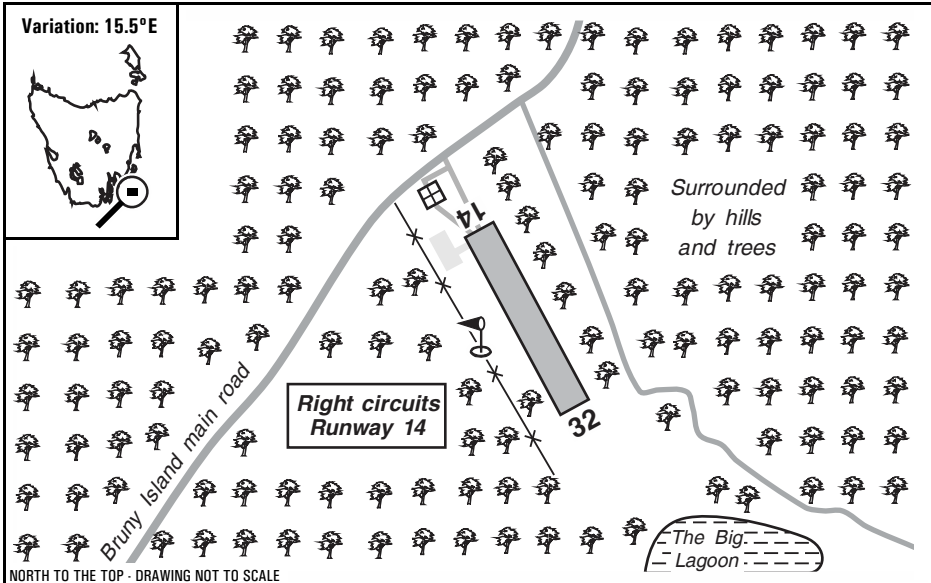 Variation: 15.5ºE
Surrounded
by hills
and trees
14
Right circuits
Runway 14
32
Bruny Island main road
The Big
Lagoon
NORTH TO THE TOP - DRAWING NOT TO SCALE